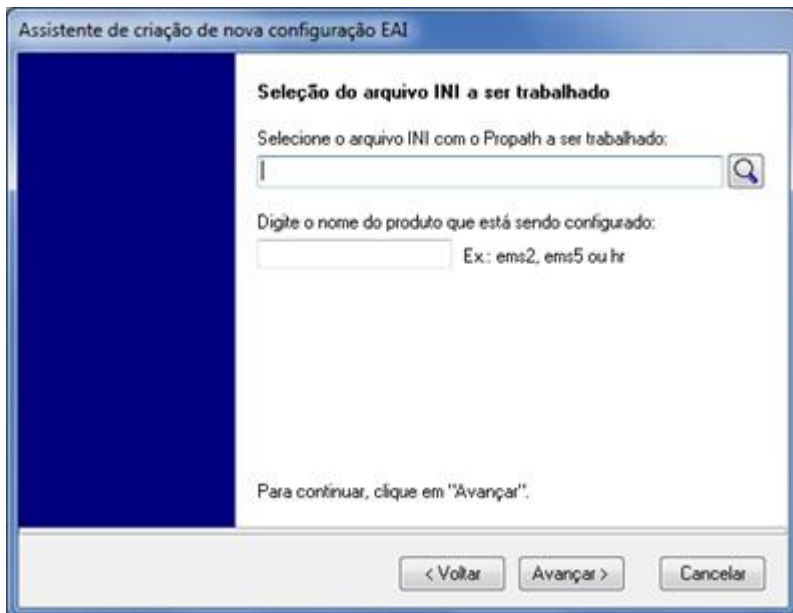 Assistente de criação de nova configuração EAI
Seleção do arquivo INI a ser trabalhado
Selecione o arquivo INI com o Propath a ser trabalhado:
Digite o nome do produto que está sendo configurado:
Ex.: ems2, ems5 ou hr
Para continuar, clique em "Avançar".
< Voltar Avançar > Cancelar